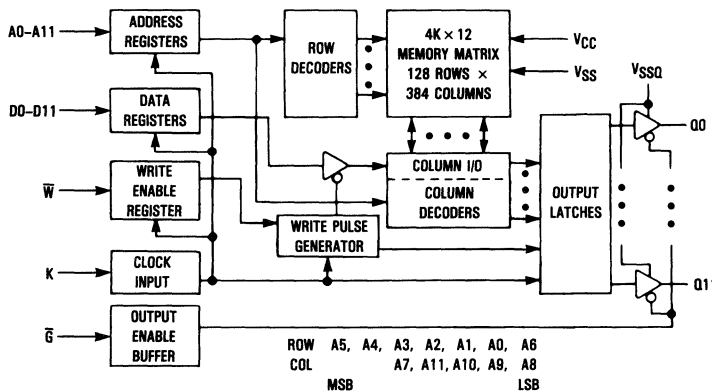 A0–A11
ADDRESS
REGISTERS
ROW
DECODERS
4K × 12
MEMORY MATRIX
128 ROWS ×
384 COLUMNS
VCC
VSS
VSSQ
D0–D11
DATA
REGISTERS
Q0
W
WRITE
ENABLE
REGISTER
COLUMN I/O
COLUMN
DECODERS
OUTPUT
LATCHES
WRITE PULSE
GENERATOR
K
CLOCK
INPUT
Q11
G
OUTPUT
ENABLE
BUFFER
ROW A5, A4, A3, A2, A1, A0, A6
COL A7, A11, A10, A9, A8
MSB LSB